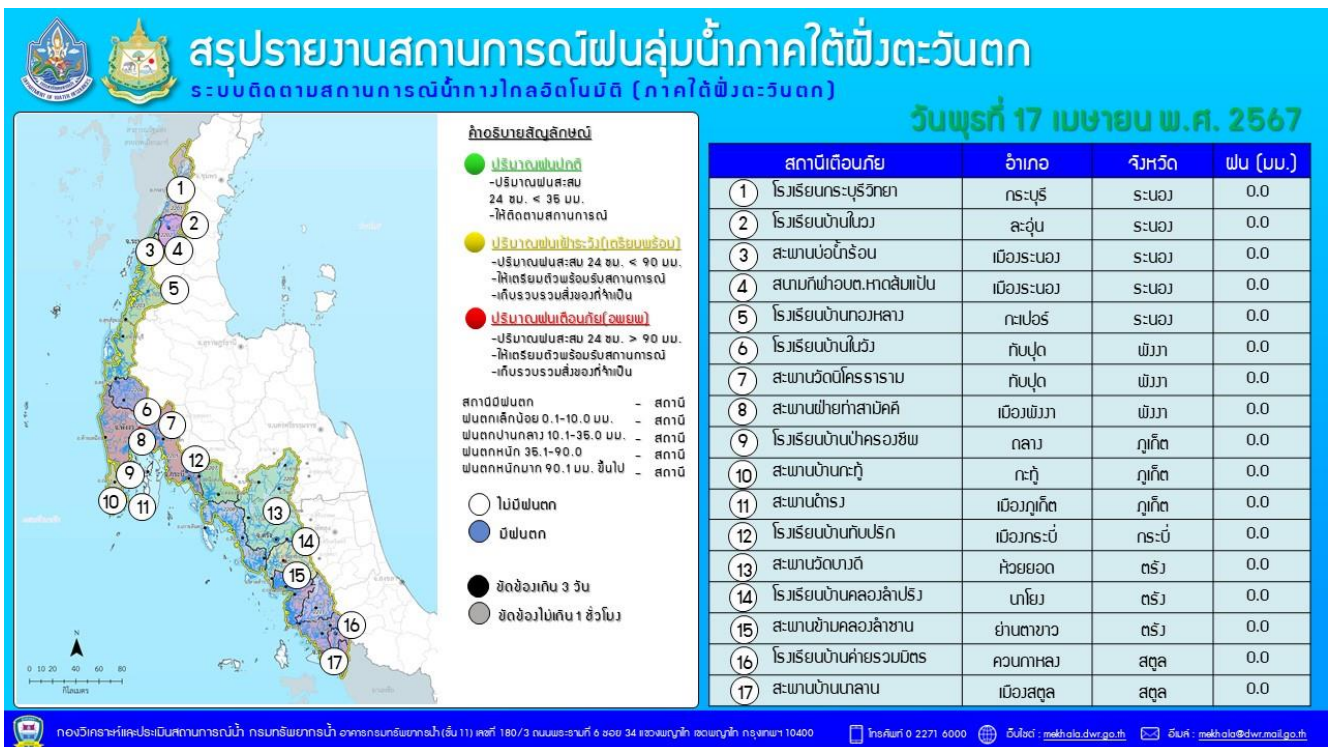 สรุปรายงานสถานการณ์ฝนลุ่มน้ำภาคใต้ฝั่งตะวันตก
ระบบติดตามสถานการณ์น้ำทางไกลอัตโนมัติ (ภาคใต้ฝั่งตะวันตก)
วันพุธที่ 17 เมษายน พ.ศ. 2567
คำอธิบายสัญลักษณ์
ปริมาณฝนปกติ
-ปริมาณฝนสะสม
24 ชม. < 35 มม.
-ให้ติดตามสถานการณ์
ปริมาณฝนเฝ้าระวัง(เตรียมพร้อม)
-ปริมาณฝนสะสม 24 ชม. < 90 มม.
-ให้เตรียมตัวพร้อมรับสถานการณ์
-เก็บรวบรวมสิ่งของที่จำเป็น
ปริมาณฝนเตือนภัย(อพยพ)
-ปริมาณฝนสะสม 24 ชม. > 90 มม.
-ให้เตรียมตัวพร้อมรับสถานการณ์
-เก็บรวบรวมสิ่งของที่จำเป็น
สถานีมีฝนตก - สถานี
ฝนตกเล็กน้อย 0.1-10.0 มม. - สถานี
ฝนตกปานกลาง 10.1-35.0 มม. - สถานี
ฝนตกหนัก 35.1-90.0 - สถานี
ฝนตกหนักมาก 90.1 มม. ขึ้นไป - สถานี
ไม่มีฝนตก
มีฝนตก
ขัดข้องเกิน 3 วัน
ขัดข้องไม่เกิน 1 ชั่วโมง
1
2
3 4
5
6
7
8
12
9
10 11
13
14
15
16
17
N
0 10 20 40 60 80
กิโลเมตร
สถานีเตือนภัย อำเภอ จังหวัด ฝน (มม.)
1 โรงเรียนกระบุรีวิทยา กระบุรี ระนอง 0.0
2 โรงเรียนบ้านในวง ละอุ่น ระนอง 0.0
3 สะพานบ่อน้ำร้อน เมืองระนอง ระนอง 0.0
4 สนามกีฬาอบต.หาดส้มแป้น เมืองระนอง ระนอง 0.0
5 โรงเรียนบ้านทองหลาง กะเปอร์ ระนอง 0.0
6 โรงเรียนบ้านในวัง ทับปุด พังงา 0.0
7 สะพานวัดนิโครธาราม ทับปุด พังงา 0.0
8 สะพานฝ่ายท่าสามัคคี เมืองพังงา พังงา 0.0
9 โรงเรียนบ้านป่าครองชีพ ถลาง ภูเก็ต 0.0
10 สะพานบ้านกะทู้ กะทู้ ภูเก็ต 0.0
11 สะพานดำรง เมืองภูเก็ต ภูเก็ต 0.0
12 โรงเรียนบ้านทับปริก เมืองกระบี่ กระบี่ 0.0
13 สะพานวัดบางดี ห้วยยอด ตรัง 0.0
14 โรงเรียนบ้านคลองลำปริง นาโยง ตรัง 0.0
15 สะพานข้ามคลองลำชาน ย่านตาขาว ตรัง 0.0
16 โรงเรียนบ้านค่ายรวมมิตร ควนกาหลง สตูล 0.0
17 สะพานบ้านนาลาน เมืองสตูล สตูล 0.0
กองวิเคราะห์และประเมินสถานการณ์น้ำ กรมทรัพยากรน้ำ อาคารกรมทรัพยากรน้ำ (ชั้น 11) เลขที่ 180/3 ถนนพระรามที่ 6 ซอย 34 แขวงพญาไท เขตพญาไท กรุงเทพฯ 10400 โทรศัพท์ 0 2271 6000 เว็บไซต์ : mekhala.dwr.go.th อีเมล์ : mekhala@dwr.mail.go.th